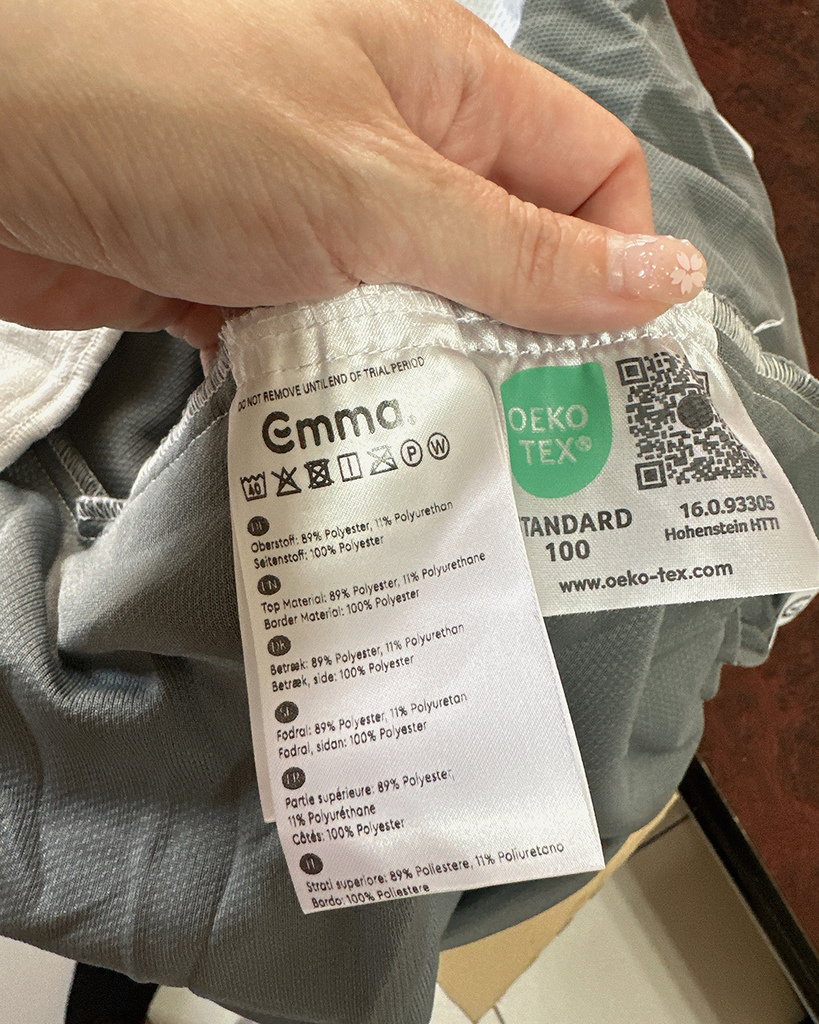 DO NOT REMOVE UNTIL END OF TRIAL PERIOD
emma
40
P
W
Oberstoff: 89% Polyester, 11% Polyurethan
Seitenstoff: 100% Polyester
EN
Top Material: 89% Polyester, 11% Polyurethane
Border Material: 100% Polyester
DK
Betræk: 89% Polyester, 11% Polyurethan
Betræk, side: 100% Polyester
Fodral: 89% Polyester, 11% Polyuretan
Fodral, sidan: 100% Polyester
FR
Partie supérieure: 89% Polyester,
11% Polyuréthane
Côtés: 100% Polyester
IT
Strati superiore: 89% Poliestere, 11% Poliuretano
Bordo: 100% Poliestere
OEKO
TEX®
TANDARD
100
16.0.93305
Hohenstein HTTI
www.oeko-tex.com